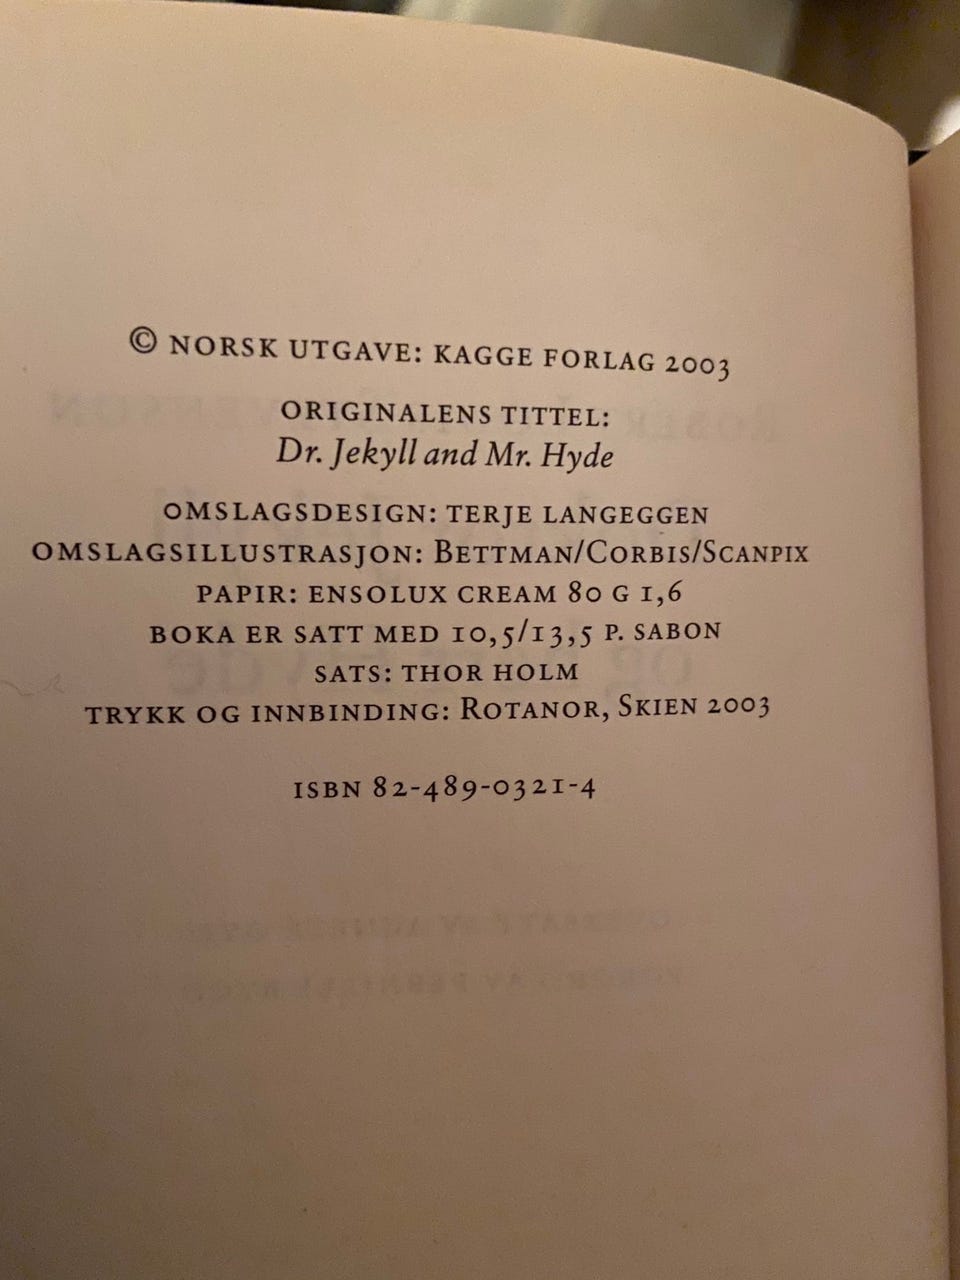 © NORSK UTGAVE: KAGGE FORLAG 2003
ORIGINALENS TITTEL:
Dr. Jekyll and Mr. Hyde
OMSLAGSDESIGN: TERJE LANGEGGEN
OMSLAGSILLUSTRASJON: BETTMAN/CORBIS/SCANPIX
PAPIR: ENSOLUX CREAM 80 G 1,6
BOKA ER SATT MED 10,5/13,5 P. SABON
SATS: THOR HOLM
TRYKK OG INNBINDING: ROTANOR, SKIEN 2003
ISBN 82-489-0321-4